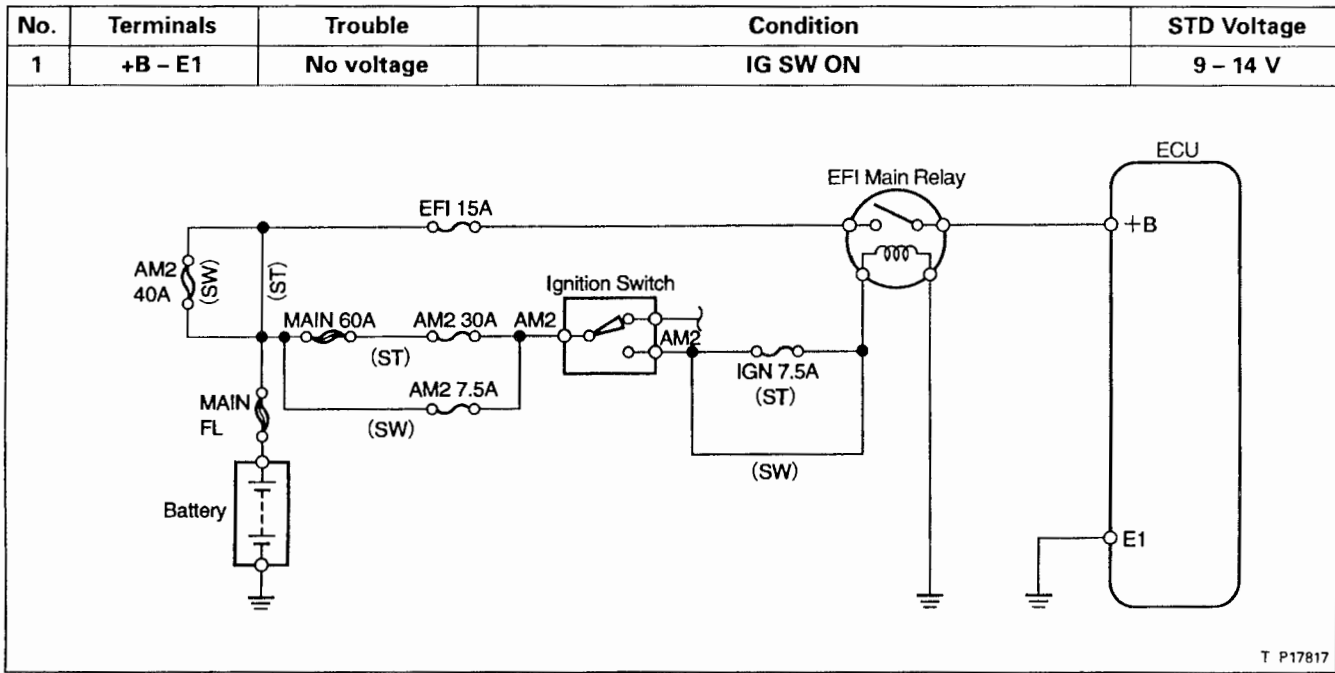 No. Terminals Trouble Condition STD Voltage
1 +B – E1 No voltage IG SW ON 9 – 14 V
ECU
EFI Main Relay
EFI 15A
+B
AM2
40A
(SW)
(ST)
Ignition Switch
MAIN 60A
AM2 30A
AM2
AM2
(ST)
IGN 7.5A
(ST)
AM2 7.5A
(SW)
MAIN
FL
(SW)
Battery
E1
T P17817